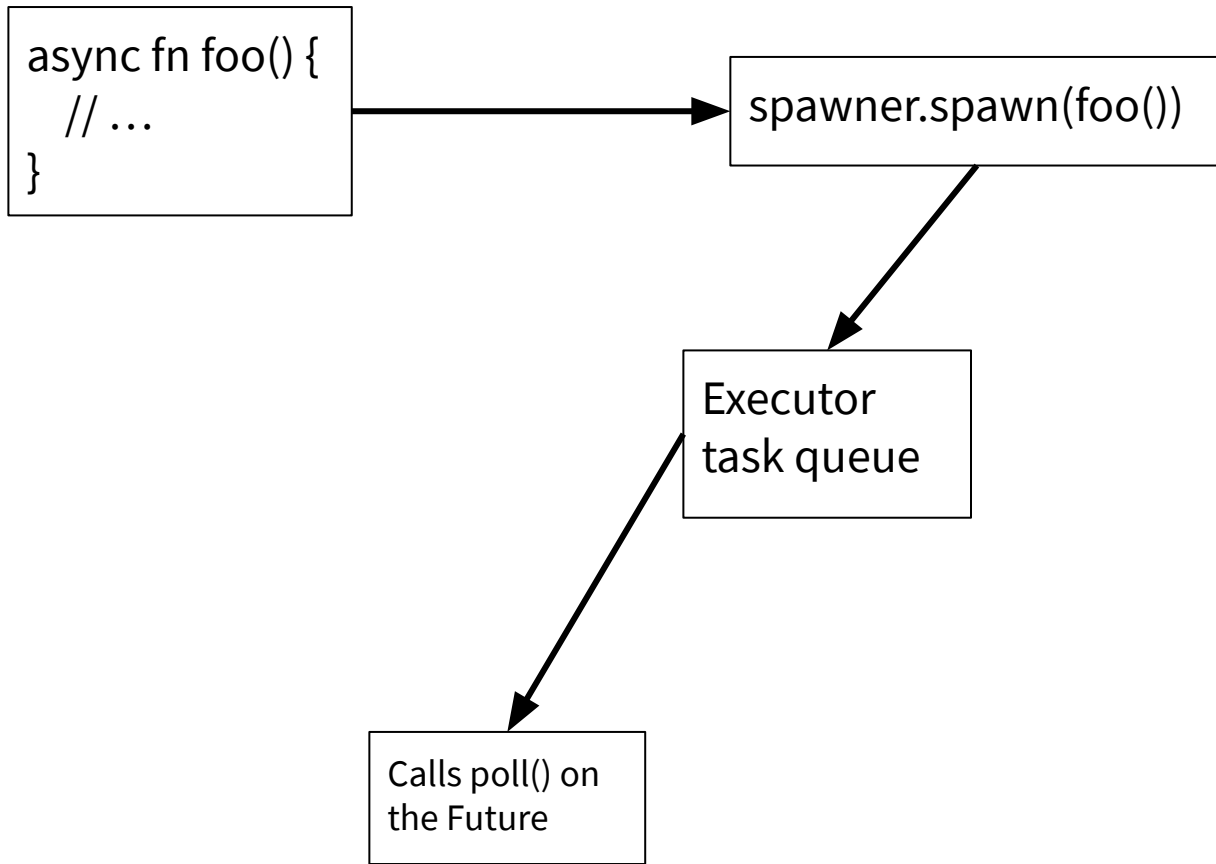 async fn foo() {
// …
}
spawner.spawn(foo())
Executor
task queue
Calls poll() on
the Future